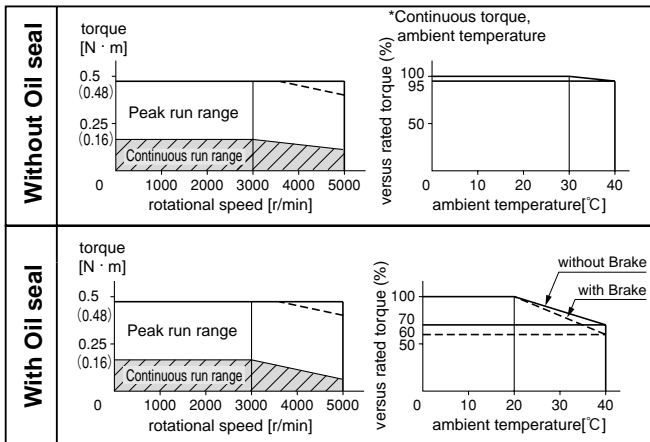 Without Oil seal
torque
[N · m]
0.5
(0.48)
0.25
(0.16)
Peak run range
Continuous run range
0 1000 2000 3000 4000 5000
rotational speed [r/min]
*Continuous torque,
ambient temperature
versus rated torque (%)
100
95
50
0 10 20 30 40
ambient temperature[℃]
With Oil seal
torque
[N · m]
0.5
(0.48)
0.25
(0.16)
Peak run range
Continuous run range
0 1000 2000 3000 4000 5000
rotational speed [r/min]
versus rated torque (%)
without Brake
with Brake
100
70
60
50
0 10 20 30 40
ambient temperature[℃]